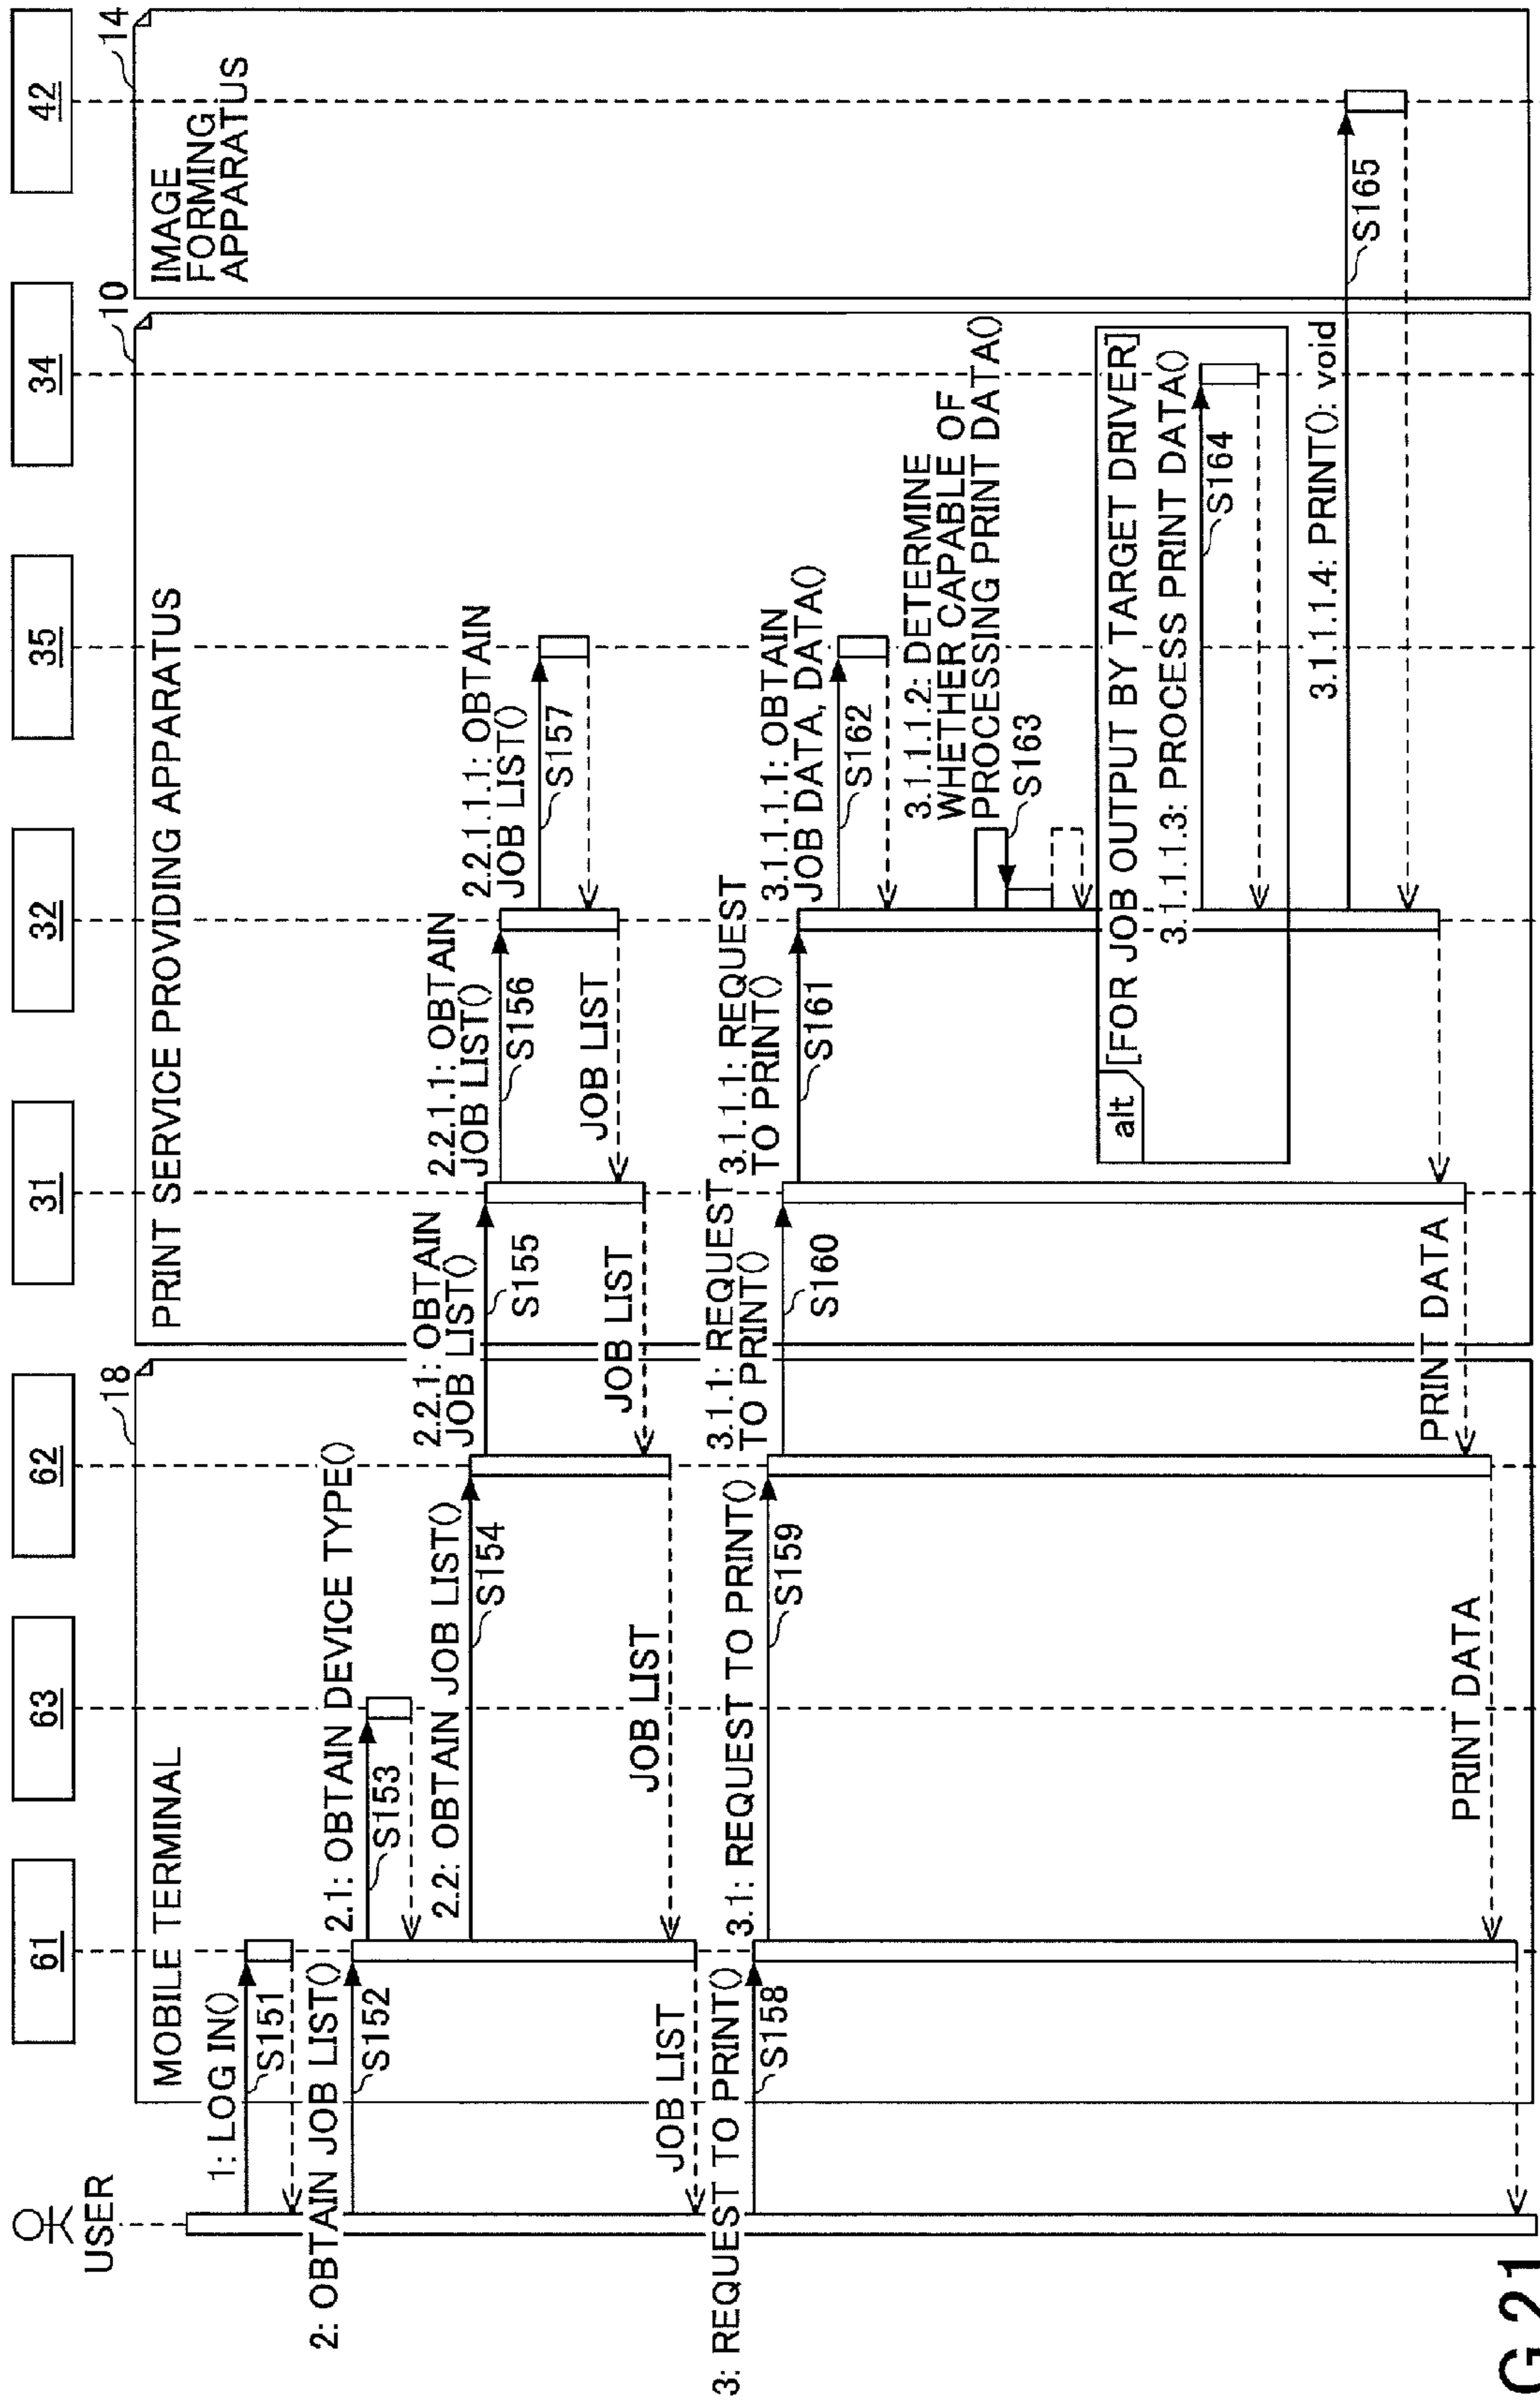 USER
61
63
62
31
32
35
34
42
18
10
14
MOBILE TERMINAL
PRINT SERVICE PROVIDING APPARATUS
IMAGE
FORMING
APPARATUS
1: LOG IN()
S151
2: OBTAIN JOB LIST()
S152
2.1: OBTAIN DEVICE TYPE()
S153
2.2: OBTAIN JOB LIST()
S154
2.2.1: OBTAIN
JOB LIST()
S155
2.2.1.1: OBTAIN
JOB LIST()
S156
2.2.1.1.1: OBTAIN
JOB LIST()
S157
JOB LIST
JOB LIST
JOB LIST
JOB LIST
3: REQUEST TO PRINT()
S158
3.1: REQUEST TO PRINT()
S159
3.1.1: REQUEST
TO PRINT()
S160
3.1.1.1: REQUEST
TO PRINT()
S161
3.1.1.1.1: OBTAIN
JOB DATA, DATA()
S162
3.1.1.1.2: DETERMINE
WHETHER CAPABLE OF
PROCESSING PRINT DATA()
S163
alt
[FOR JOB OUTPUT BY TARGET DRIVER]
3.1.1.1.3: PROCESS PRINT DATA()
S164
3.1.1.1.4: PRINT(): void
S165
PRINT DATA
PRINT DATA
G.21